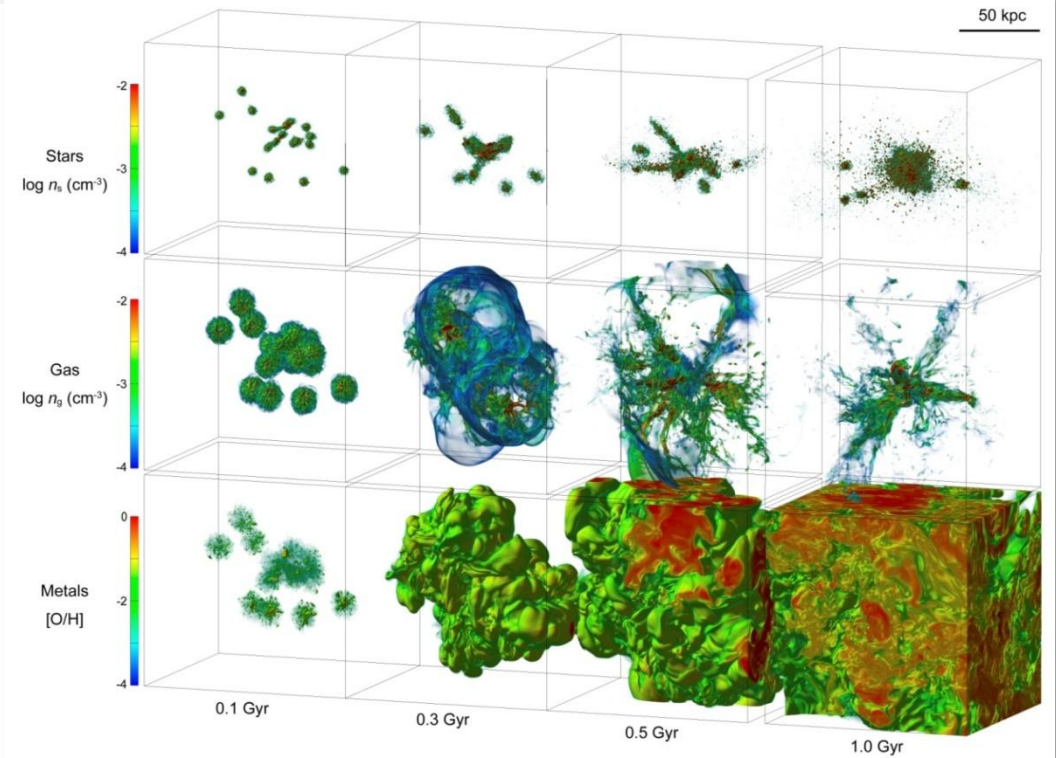 50 kpc
-2
Stars
-3
log nₛ (cm⁻³)
-4
-2
Gas
-3
log n_g (cm⁻³)
-4
0
Metals
-2
[O/H]
-4
0.1 Gyr
0.3 Gyr
0.5 Gyr
1.0 Gyr